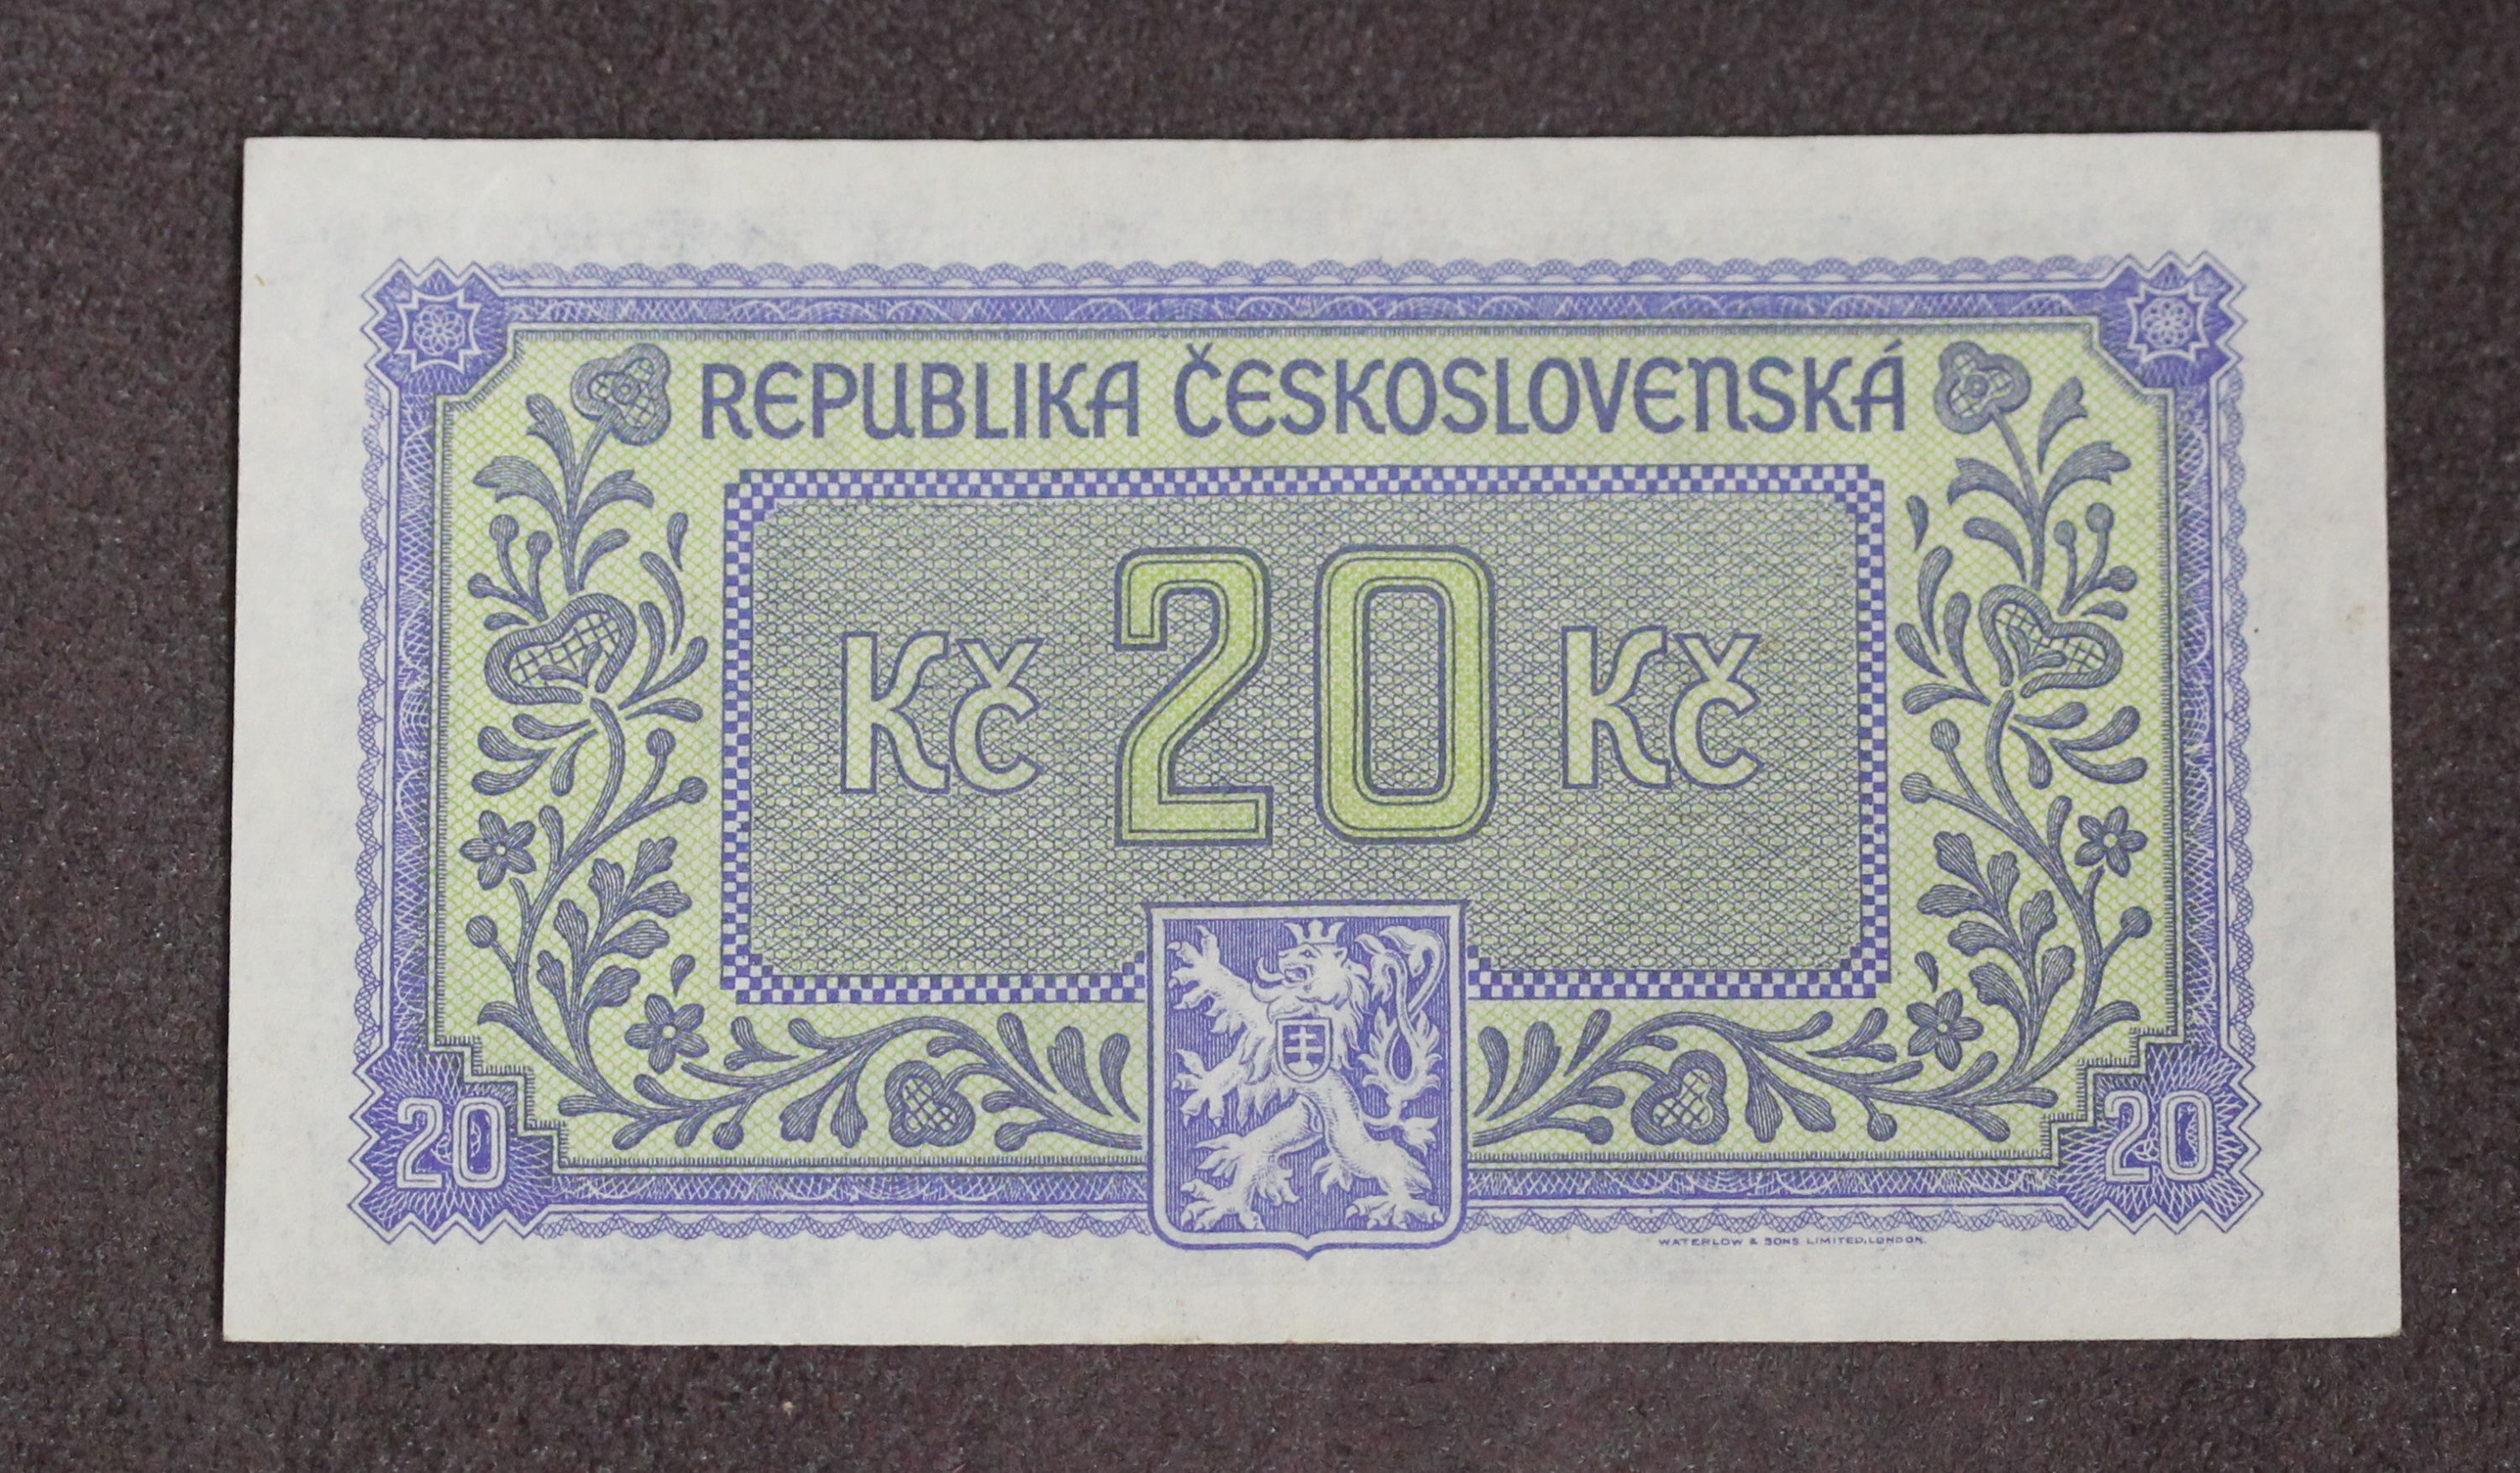 REPUBLIKA ČESKOSLOVENSKÁ
Kč 20 Kč
20 20
WATERLOW & SONS LIMITED, LONDON.